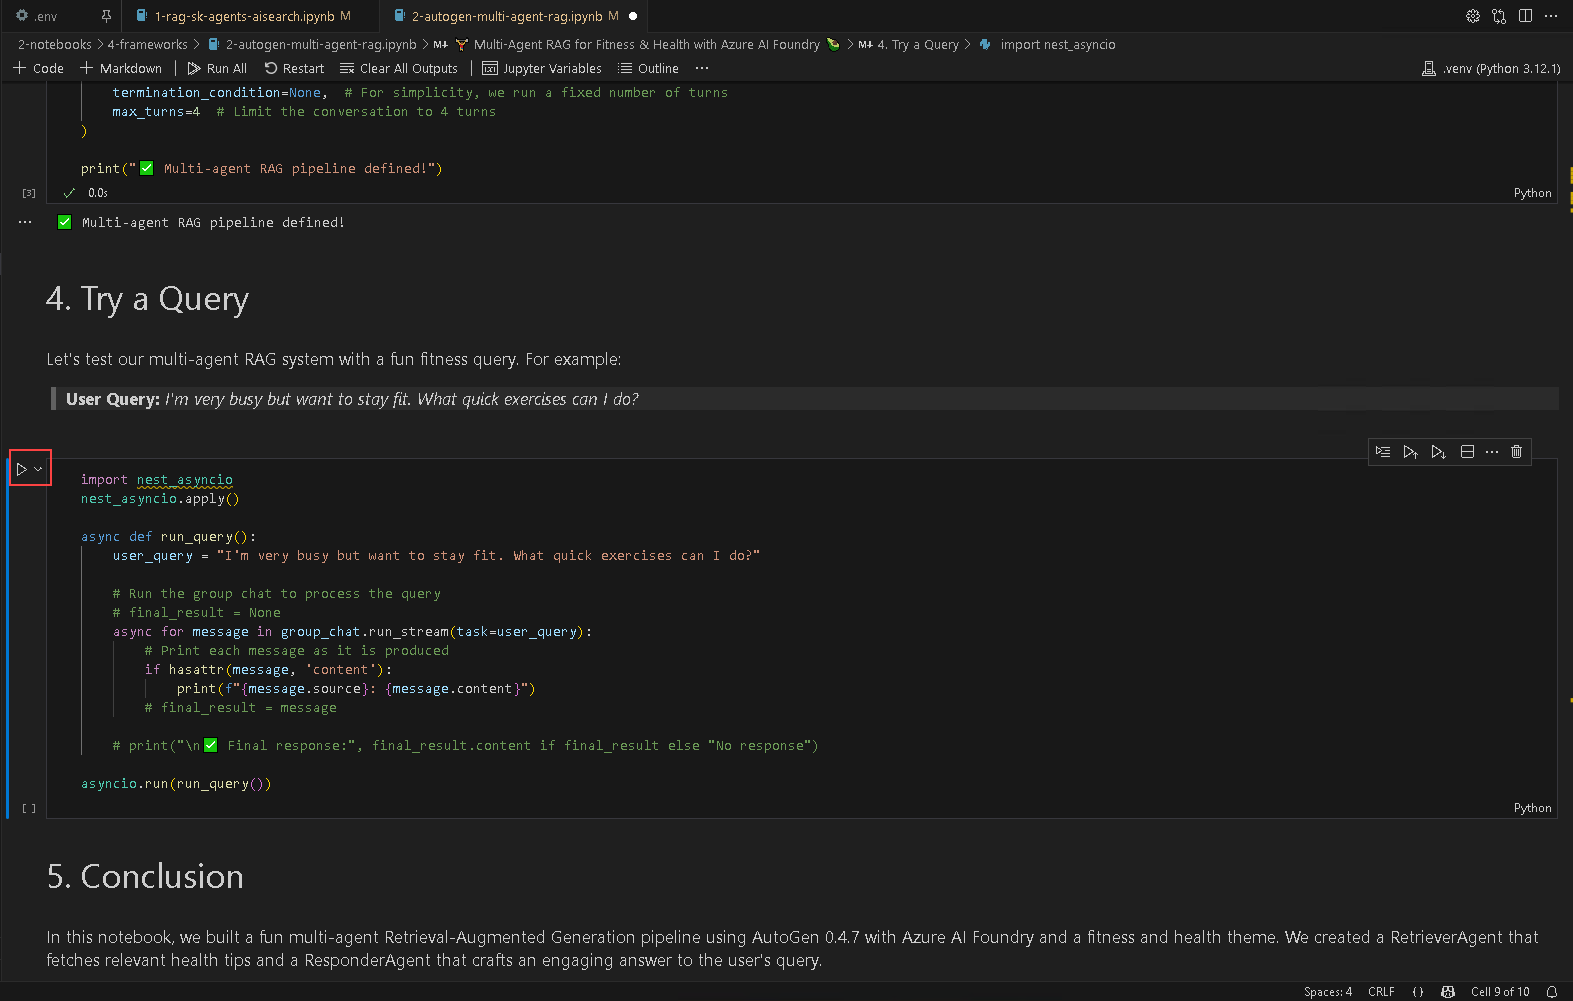 .env
1-rag-sk-agents-aisearch.ipynb M
2-autogen-multi-agent-rag.ipynb M
2-notebooks > 4-frameworks > 2-autogen-multi-agent-rag.ipynb > M↓ Multi-Agent RAG for Fitness & Health with Azure AI Foundry > M↓ 4. Try a Query > import nest_asyncio
+ Code + Markdown | Run All Restart Clear All Outputs | Jupyter Variables Outline ··· .venv (Python 3.12.1)
termination_condition=None,  # For simplicity, we run a fixed number of turns
max_turns=4  # Limit the conversation to 4 turns
)
print("✅ Multi-agent RAG pipeline defined!")
[3] ✓ 0.0s Python
··· ✅ Multi-agent RAG pipeline defined!
4. Try a Query
Let's test our multi-agent RAG system with a fun fitness query. For example:
User Query: I'm very busy but want to stay fit. What quick exercises can I do?
import nest_asyncio
nest_asyncio.apply()
async def run_query():
user_query = "I'm very busy but want to stay fit. What quick exercises can I do?"
# Run the group chat to process the query
# final_result = None
async for message in group_chat.run_stream(task=user_query):
# Print each message as it is produced
if hasattr(message, 'content'):
print(f"{message.source}: {message.content}")
# final_result = message
# print("\n✅ Final response:", final_result.content if final_result else "No response")
asyncio.run(run_query())
[ ] Python
5. Conclusion
In this notebook, we built a fun multi-agent Retrieval-Augmented Generation pipeline using AutoGen 0.4.7 with Azure AI Foundry and a fitness and health theme. We created a RetrieverAgent that
fetches relevant health tips and a ResponderAgent that crafts an engaging answer to the user's query.
Spaces: 4 CRLF {} Cell 9 of 10